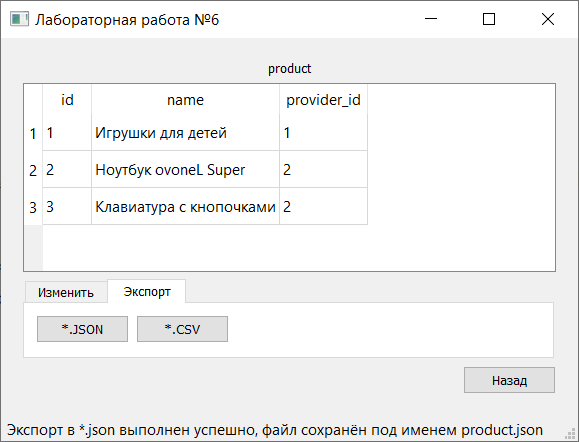 Лабораторная работа №6
product
id name provider_id
1 1 Игрушки для детей 1
2 2 Ноутбук ovoneL Super 2
3 3 Клавиатура с кнопочками 2
Изменить Экспорт
*.JSON *.CSV
Назад
Экспорт в *.json выполнен успешно, файл сохранён под именем product.json